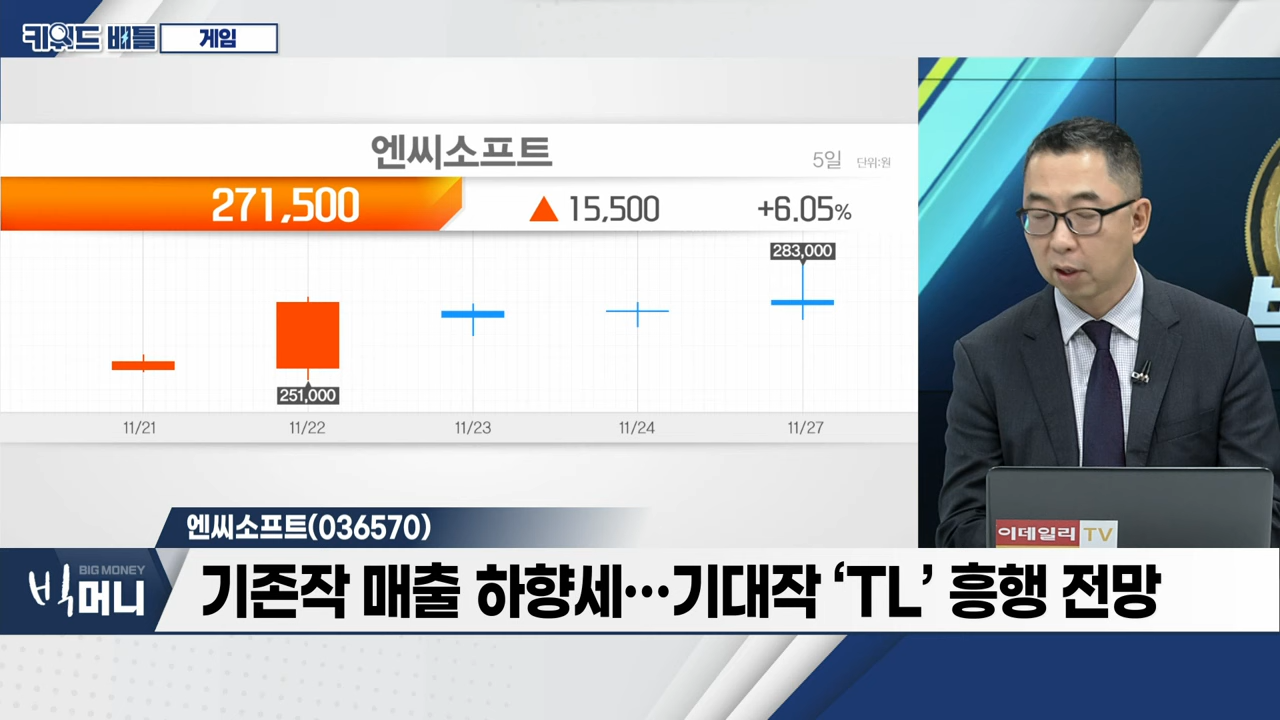 키워드 배틀 게임
엔씨소프트
5일 단위:원
271,500 ▲ 15,500 +6.05%
283,000
251,000
11/21 11/22 11/23 11/24 11/27
이데일리 TV
엔씨소프트(036570)
BIG MONEY
빅머니
기존작 매출 하향세…기대작 ‘TL’ 흥행 전망